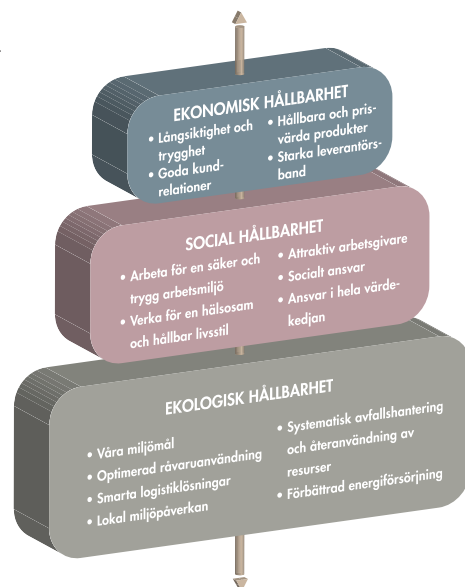 EKONOMISK HÅLLBARHET
• Långsiktighet och
trygghet
• Goda kund-
relationer
• Hållbara och pris-
värda produkter
• Starka leverantörs-
band
SOCIAL HÅLLBARHET
• Arbeta för en säker och
trygg arbetsmiljö
• Verka för en hälsosam
och hållbar livsstil
• Attraktiv arbetsgivare
• Socialt ansvar
• Ansvar i hela värde-
kedjan
EKOLOGISK HÅLLBARHET
• Våra miljömål
• Optimerad råvaruanvändning
• Smarta logistiklösningar
• Lokal miljöpåverkan
• Systematisk avfallshantering
och återanvändning av
resurser
• Förbättrad energiförsörjning